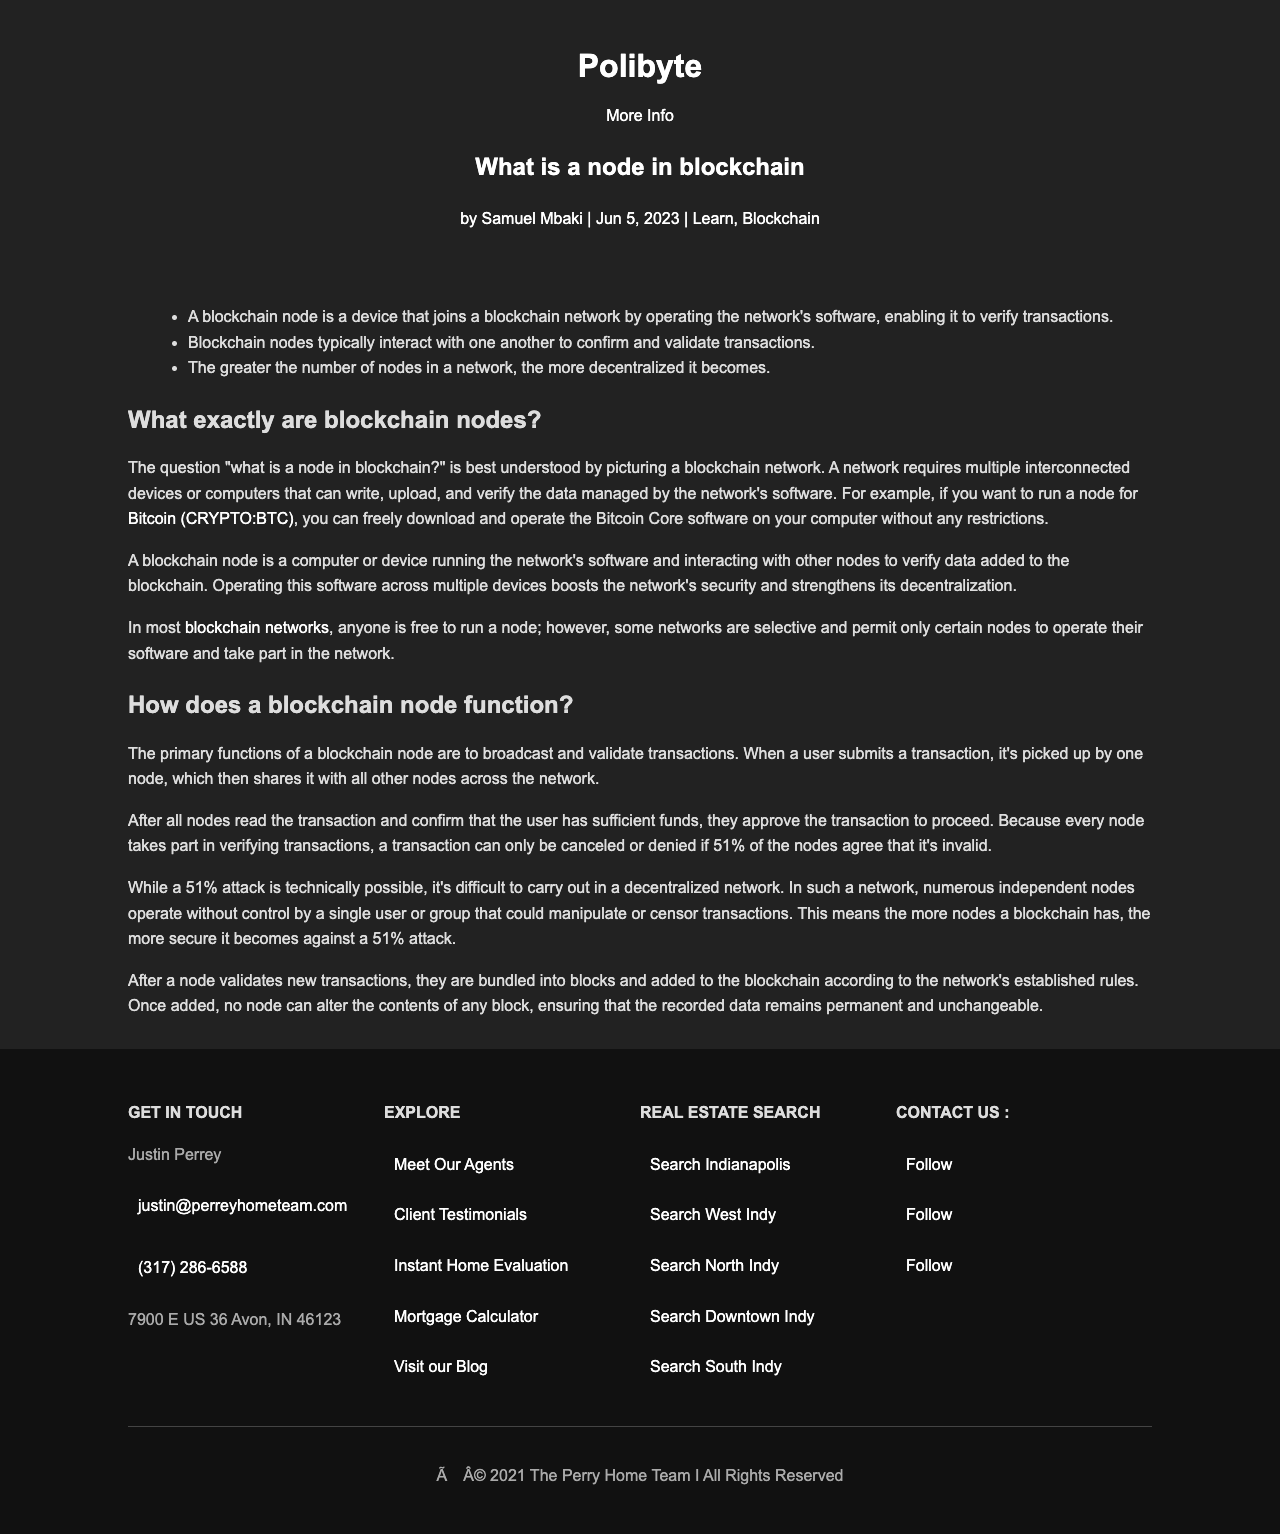 Polibyte
More Info
What is a node in blockchain
by Samuel Mbaki | Jun 5, 2023 | Learn, Blockchain
• A blockchain node is a device that joins a blockchain network by operating the network's software, enabling it to verify transactions.
• Blockchain nodes typically interact with one another to confirm and validate transactions.
• The greater the number of nodes in a network, the more decentralized it becomes.
What exactly are blockchain nodes?
The question "what is a node in blockchain?" is best understood by picturing a blockchain network. A network requires multiple interconnected
devices or computers that can write, upload, and verify the data managed by the network's software. For example, if you want to run a node for
Bitcoin (CRYPTO:BTC), you can freely download and operate the Bitcoin Core software on your computer without any restrictions.
A blockchain node is a computer or device running the network's software and interacting with other nodes to verify data added to the
blockchain. Operating this software across multiple devices boosts the network's security and strengthens its decentralization.
In most blockchain networks, anyone is free to run a node; however, some networks are selective and permit only certain nodes to operate their
software and take part in the network.
How does a blockchain node function?
The primary functions of a blockchain node are to broadcast and validate transactions. When a user submits a transaction, it's picked up by one
node, which then shares it with all other nodes across the network.
After all nodes read the transaction and confirm that the user has sufficient funds, they approve the transaction to proceed. Because every node
takes part in verifying transactions, a transaction can only be canceled or denied if 51% of the nodes agree that it's invalid.
While a 51% attack is technically possible, it's difficult to carry out in a decentralized network. In such a network, numerous independent nodes
operate without control by a single user or group that could manipulate or censor transactions. This means the more nodes a blockchain has, the
more secure it becomes against a 51% attack.
After a node validates new transactions, they are bundled into blocks and added to the blockchain according to the network's established rules.
Once added, no node can alter the contents of any block, ensuring that the recorded data remains permanent and unchangeable.
GET IN TOUCH
Justin Perrey
justin@perreyhometeam.com
(317) 286-6588
7900 E US 36 Avon, IN 46123
EXPLORE
Meet Our Agents
Client Testimonials
Instant Home Evaluation
Mortgage Calculator
Visit our Blog
REAL ESTATE SEARCH
Search Indianapolis
Search West Indy
Search North Indy
Search Downtown Indy
Search South Indy
CONTACT US :
Follow
Follow
Follow
Ã Â© 2021 The Perry Home Team I All Rights Reserved